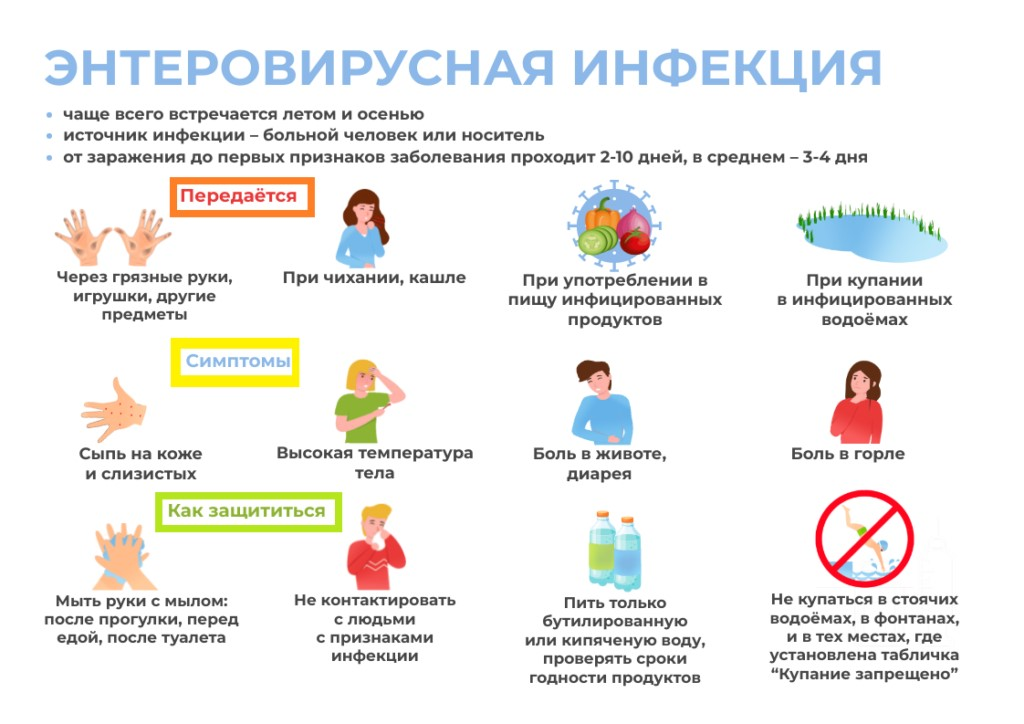 ЭНТЕРОВИРУСНАЯ ИНФЕКЦИЯ
• чаще всего встречается летом и осенью
• источник инфекции – больной человек или носитель
• от заражения до первых признаков заболевания проходит 2-10 дней, в среднем – 3-4 дня
Передаётся
Через грязные руки,
игрушки, другие
предметы
При чихании, кашле
При употреблении в
пищу инфицированных
продуктов
При купании
в инфицированных
водоёмах
Симптомы
Сыпь на коже
и слизистых
Высокая температура
тела
Боль в животе,
диарея
Боль в горле
Как защититься
Мыть руки с мылом:
после прогулки, перед
едой, после туалета
Не контактировать
с людьми
с признаками
инфекции
Пить только
бутилированную
или кипяченую воду,
проверять сроки
годности продуктов
Не купаться в стоячих
водоёмах, в фонтанах,
и в тех местах, где
установлена табличка
“Купание запрещено”